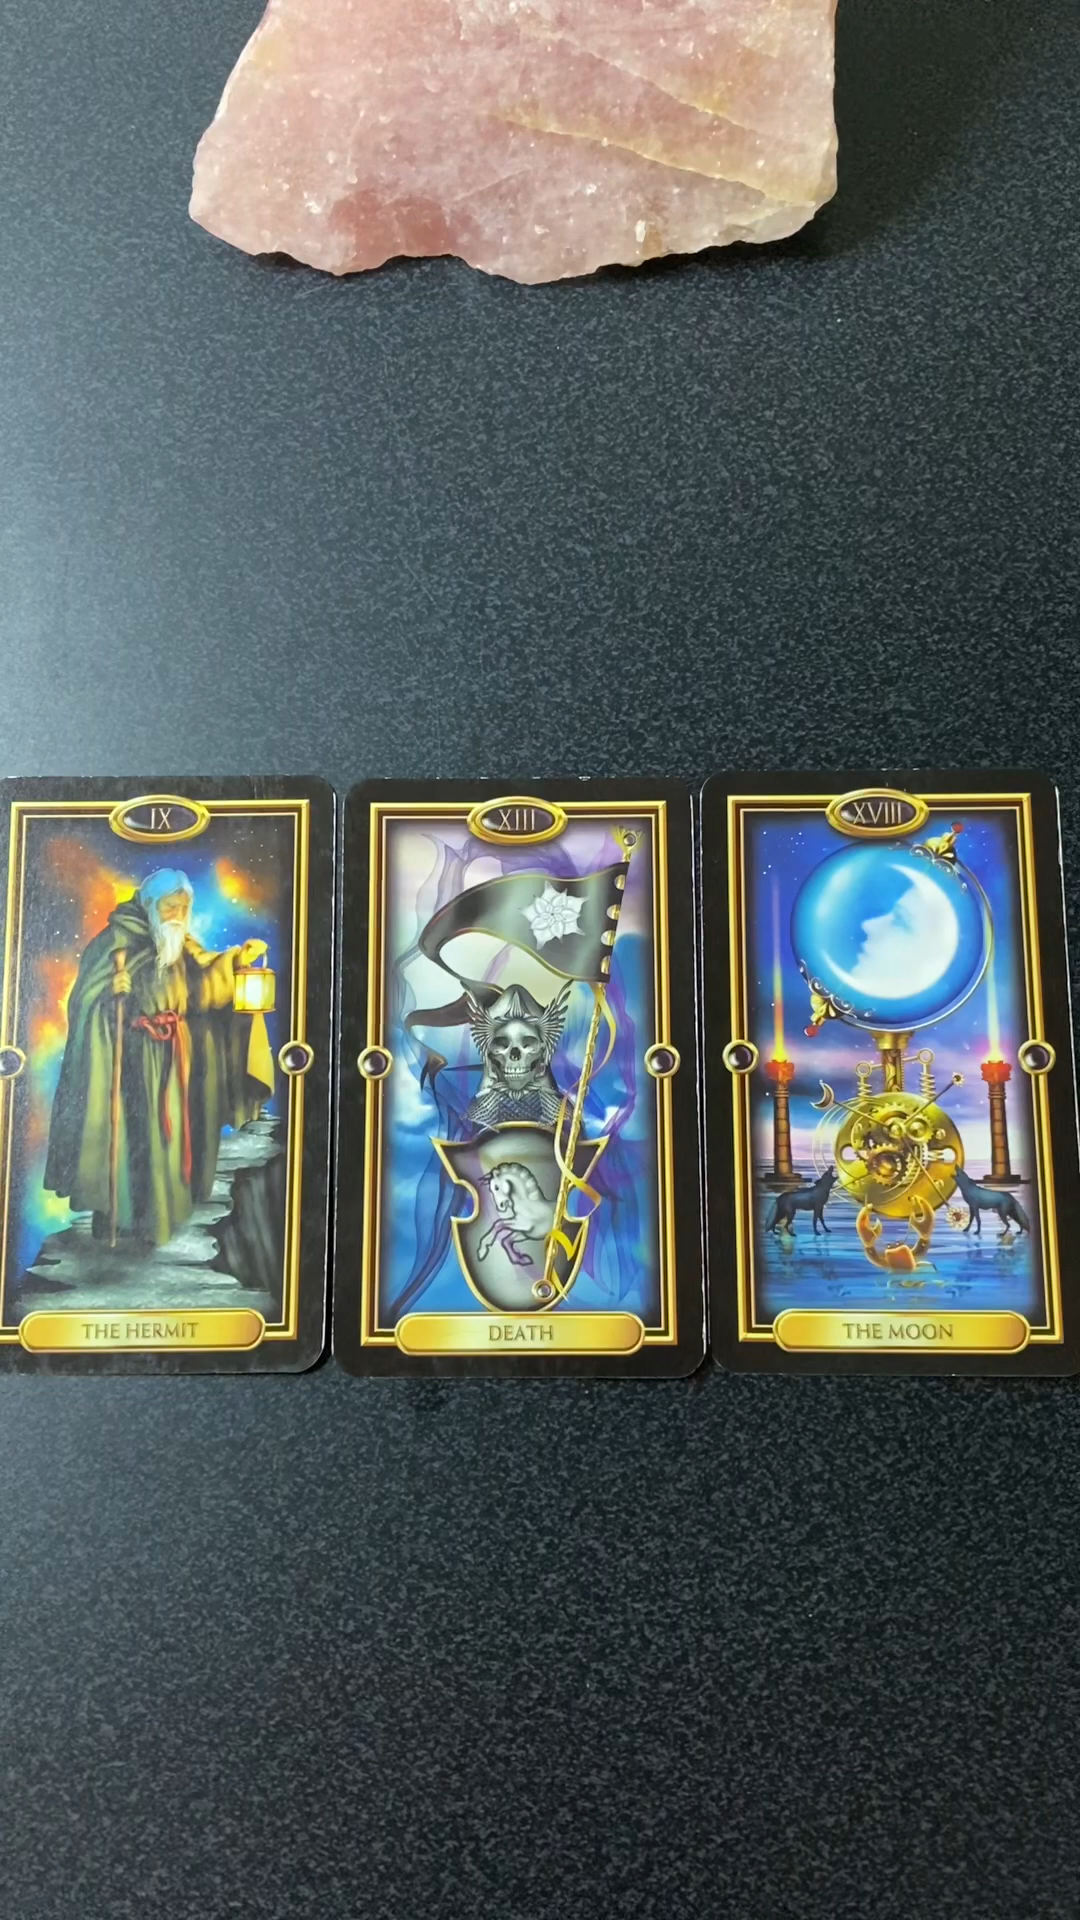 IX
XIII
XVIII
THE HERMIT
DEATH
THE MOON